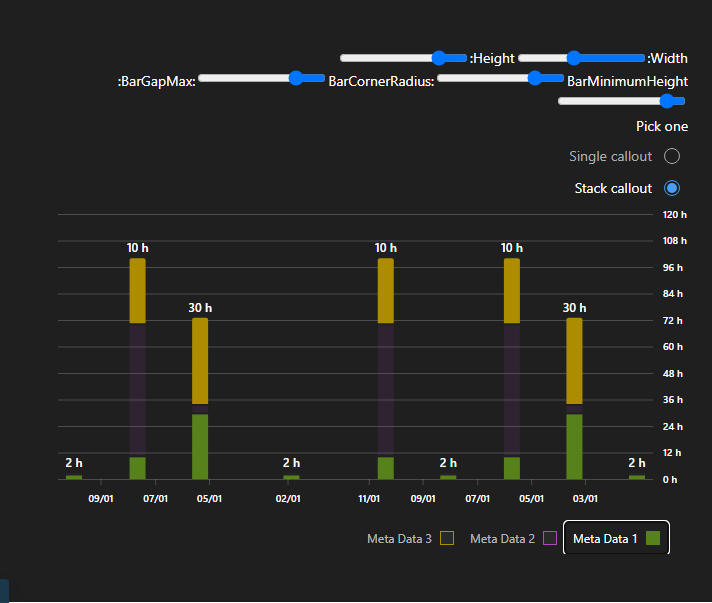 :Height :Width
:BarGapMax: BarCornerRadius: BarMinimumHeight
Pick one
Single callout
Stack callout
120 h
108 h
10 h 10 h 10 h
96 h
84 h
30 h 30 h
72 h
60 h
48 h
36 h
24 h
12 h
2 h 2 h 2 h 2 h
0 h
09/01 07/01 05/01 02/01 11/01 09/01 07/01 05/01 03/01
Meta Data 3 Meta Data 2 Meta Data 1